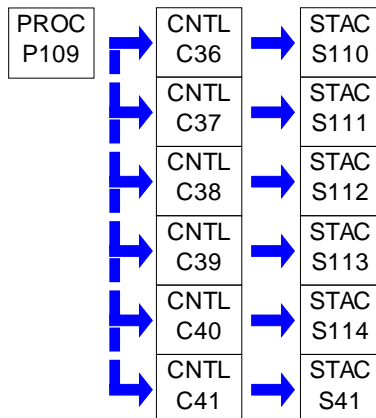 PROC
P109
CNTL
C36
STAC
S110
CNTL
C37
STAC
S111
CNTL
C38
STAC
S112
CNTL
C39
STAC
S113
CNTL
C40
STAC
S114
CNTL
C41
STAC
S41